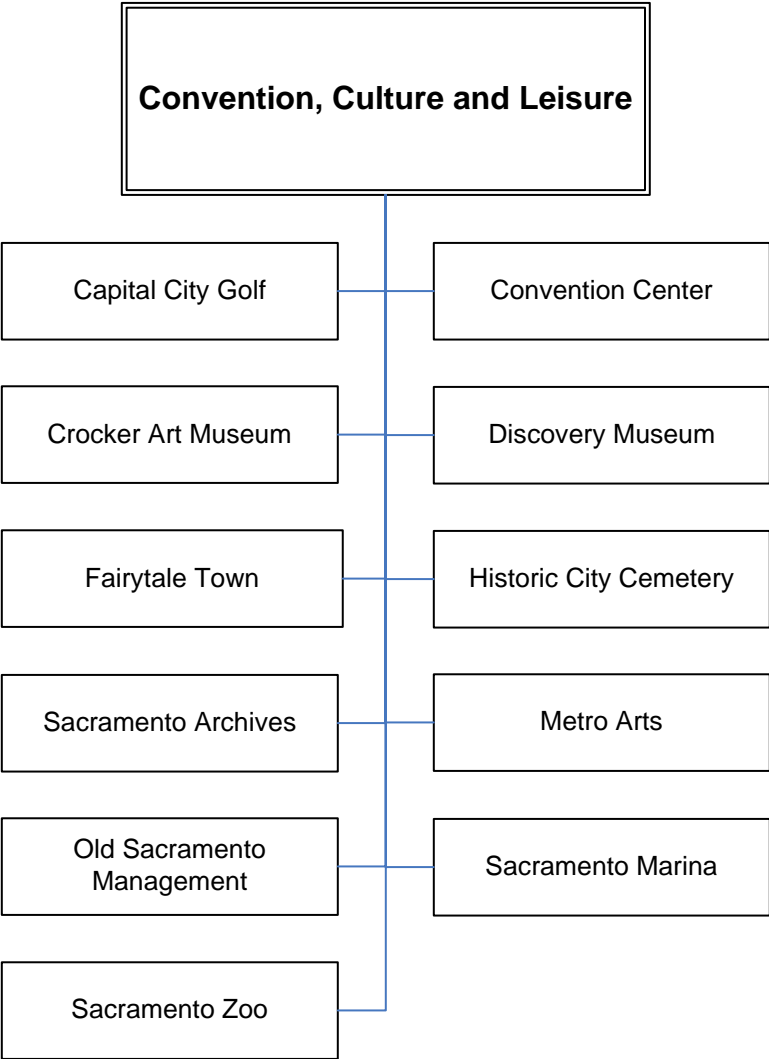 Convention, Culture and Leisure
Capital City Golf
Convention Center
Crocker Art Museum
Discovery Museum
Fairytale Town
Historic City Cemetery
Sacramento Archives
Metro Arts
Old Sacramento
Management
Sacramento Marina
Sacramento Zoo